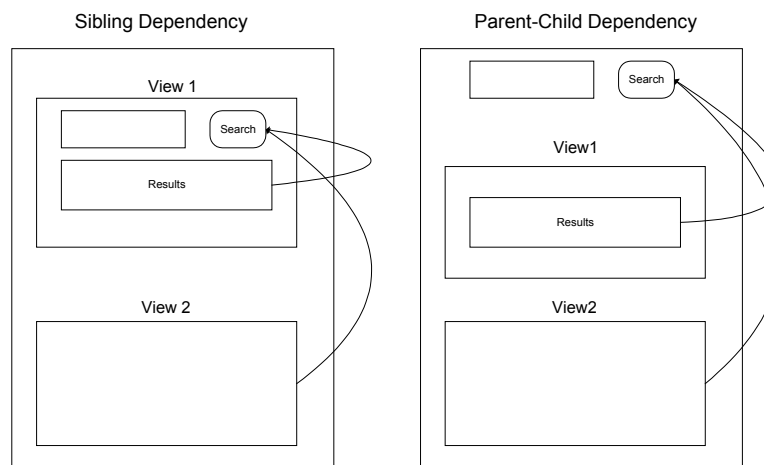 Sibling Dependency
View 1
Search
Results
View 2
Parent-Child Dependency
Search
View1
Results
View2